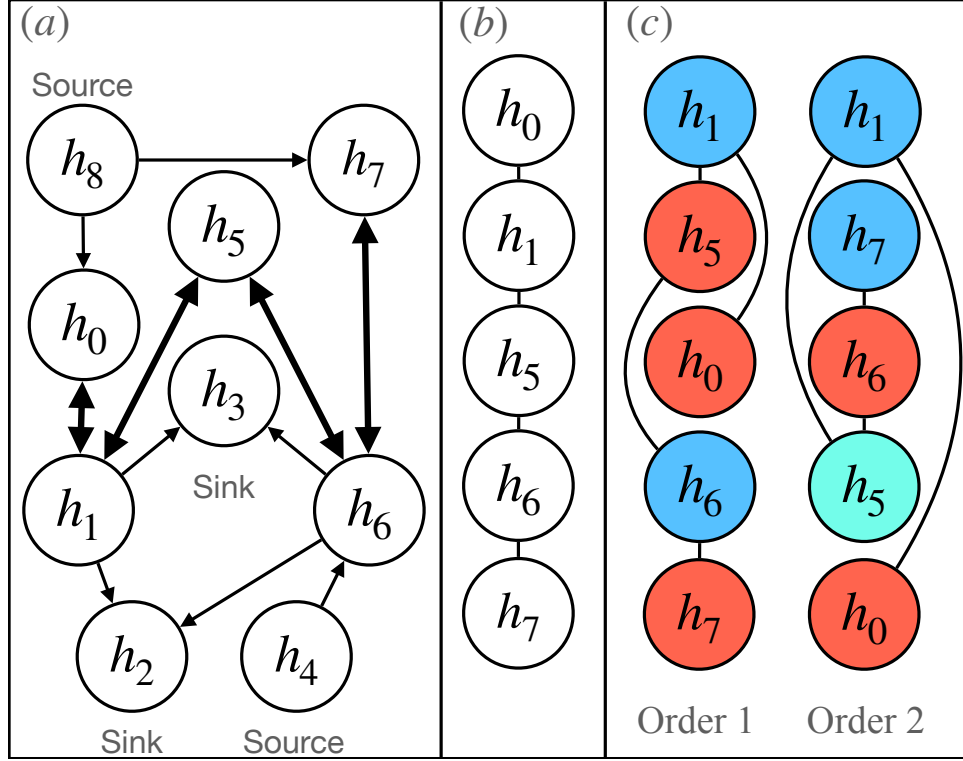 (a)
Source
h₈
h₇
h₅
h₀
h₃
Sink
h₁
h₆
h₂
h₄
Sink
Source
(b)
h₀
h₁
h₅
h₆
h₇
(c)
h₁
h₅
h₀
h₆
h₇
Order 1
h₁
h₇
h₆
h₅
h₀
Order 2